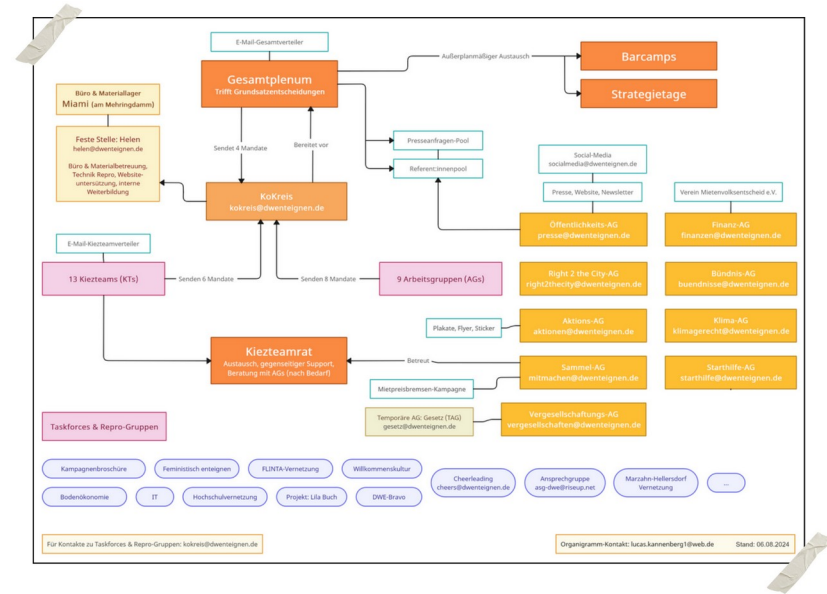 E-Mail-Gesamtverteiler
Gesamtplenum
Trifft Grundsatzentscheidungen
Außerplanmäßiger Austausch
Barcamps
Strategietage
Büro & Materiallager
Miami (am Mehringdamm)
Feste Stelle: Helen
helen@dwenteignen.de
Büro & Materialbetreuung,
Technik Repro, Website-
untersützung, interne
Weiterbildung
Sendet 4 Mandate
Bereitet vor
Presseanfragen-Pool
Referent:Innenpool
KoKreis
kokreis@dwenteignen.de
Social-Media
socialmedia@dwenteignen.de
Presse, Website, Newsletter
Verein Mietenvolksentscheid e.V.
Öffentlichkeits-AG
presse@dwenteignen.de
Finanz-AG
finanzen@dwenteignen.de
E-Mail-Kiezteamverteiler
13 Kiezteams (KTs)
Senden 6 Mandate
Senden 8 Mandate
9 Arbeitsgruppen (AGs)
Right 2 the City-AG
right2thecity@dwenteignen.de
Bündnis-AG
buendnisse@dwenteignen.de
Plakate, Flyer, Sticker
Aktions-AG
aktionen@dwenteignen.de
Klima-AG
klimagerecht@dwenteignen.de
Kiezteamrat
Austausch, gegenseitiger Support,
Beratung mit AGs (nach Bedarf)
Betreut
Sammel-AG
mitmachen@dwenteignen.de
Starthilfe-AG
starthilfe@dwenteignen.de
Mietpreisbremsen-Kampagne
Temporäre AG: Gesetz (TAG)
gesetz@dwenteignen.de
Vergesellschaftungs-AG
vergesellschaften@dwenteignen.de
Taskforces & Repro-Gruppen
Kampagnenbroschüre
Feministisch enteignen
FLINTA-Vernetzung
Willkommenskultur
Cheerleading
cheers@dwenteignen.de
Ansprechgruppe
asg-dwe@riseup.net
Marzahn-Hellersdorf
Vernetzung
...
Bodenökonomie
IT
Hochschulvernetzung
Projekt: Lila Buch
DWE-Bravo
Für Kontakte zu Taskforces & Repro-Gruppen: kokreis@dwenteignen.de
Organigramm-Kontakt: lucas.kannenberg1@web.de Stand: 06.08.2024